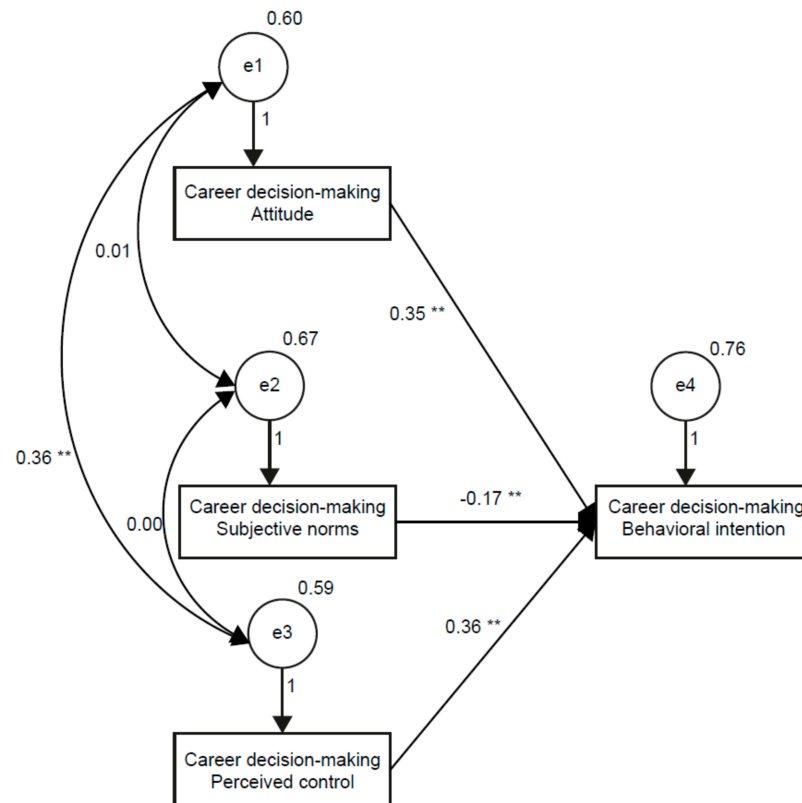 0.60
e1
1
Career decision-making
Attitude
0.01
0.35 **
0.67
e2
0.76
e4
1
1
0.36 **
Career decision-making
Subjective norms
-0.17 **
Career decision-making
Behavioral intention
0.00
0.59
e3
0.36 **
1
Career decision-making
Perceived control